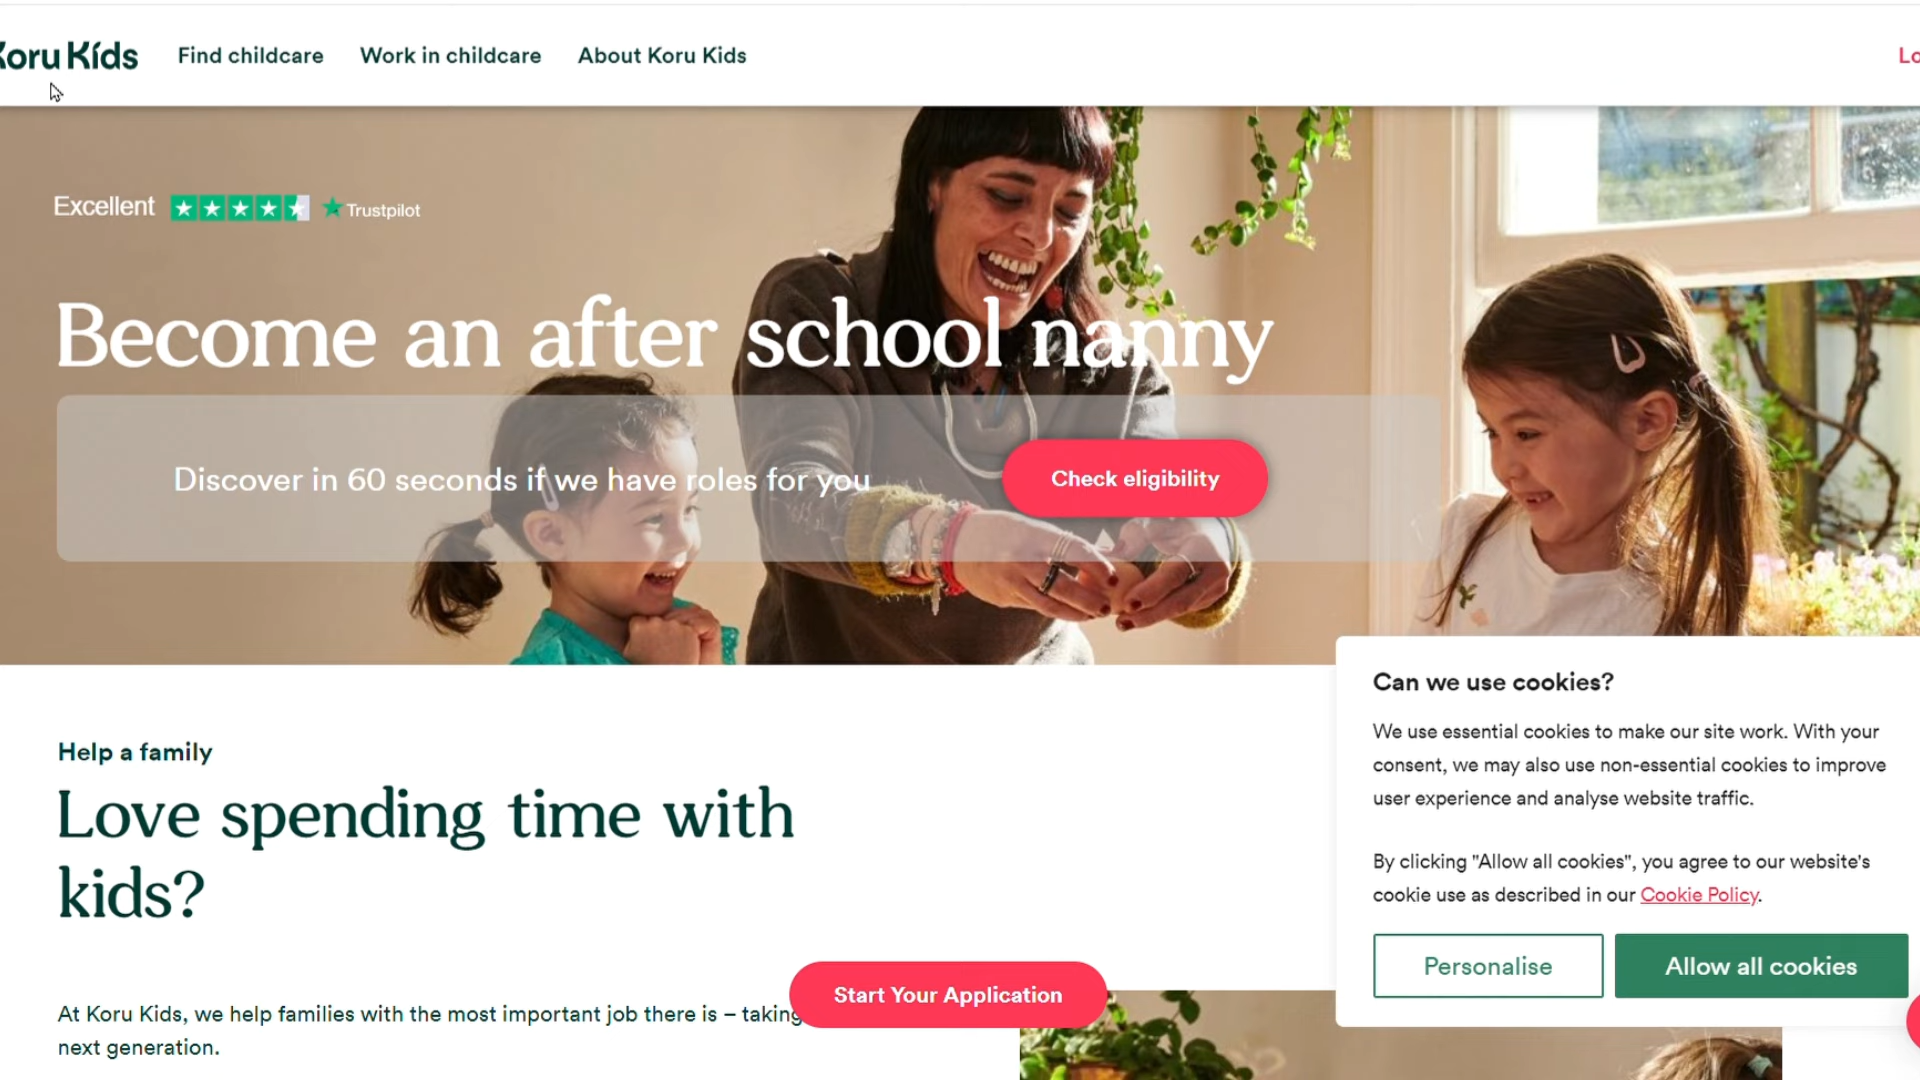 Koru Kids
Find childcare
Work in childcare
About Koru Kids
Excellent
Trustpilot
Become an after school nanny
Discover in 60 seconds if we have roles for you
Check eligibility
Help a family
Love spending time with
kids?
At Koru Kids, we help families with the most important job there is – taking
next generation.
Start Your Application
Can we use cookies?
We use essential cookies to make our site work. With your
consent, we may also use non-essential cookies to improve
user experience and analyse website traffic.
By clicking "Allow all cookies", you agree to our website's
cookie use as described in our Cookie Policy.
Personalise
Allow all cookies